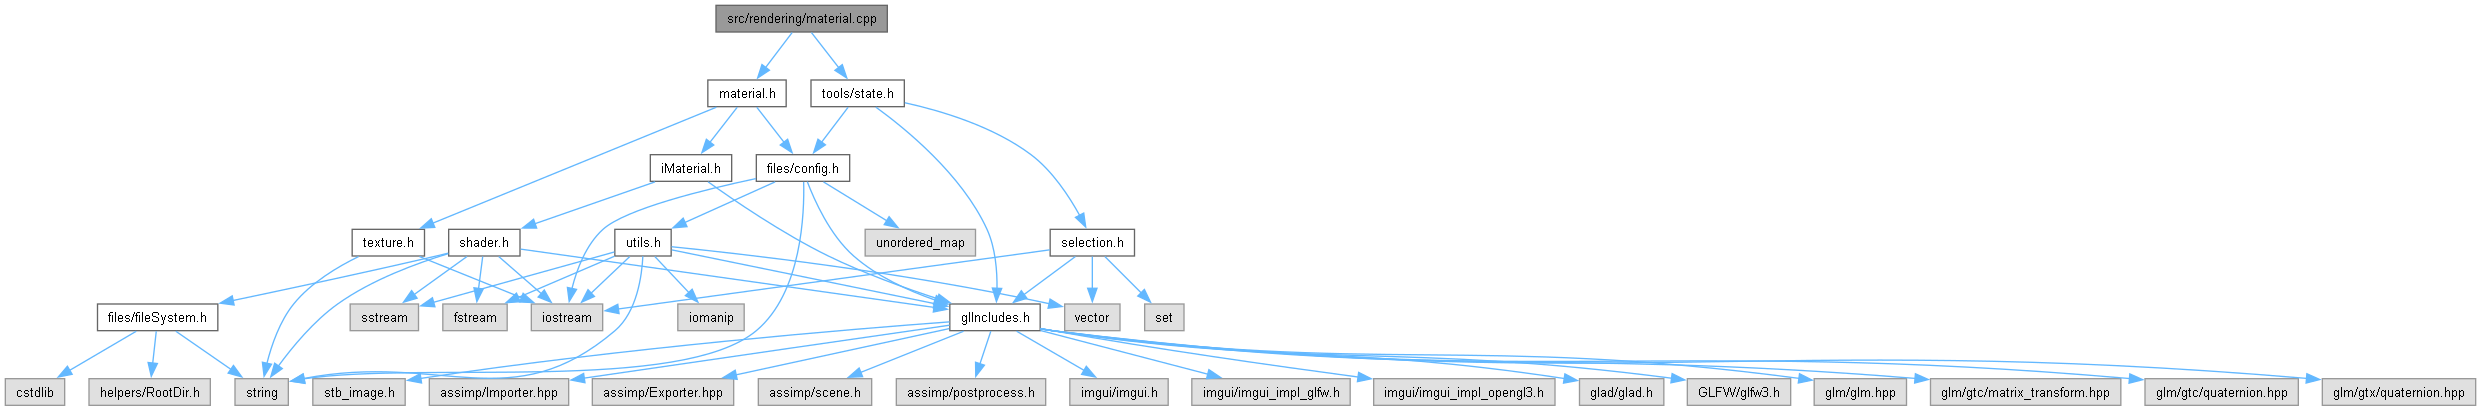 src/rendering/material.cpp
material.h
tools/state.h
iMaterial.h
files/config.h
texture.h
shader.h
utils.h
unordered_map
selection.h
files/fileSystem.h
sstream
fstream
iostream
iomanip
glIncludes.h
vector
set
cstdlib
helpers/RootDir.h
string
stb_image.h
assimp/Importer.hpp
assimp/Exporter.hpp
assimp/scene.h
assimp/postprocess.h
imgui/imgui.h
imgui/imgui_impl_glfw.h
imgui/imgui_impl_opengl3.h
glad/glad.h
GLFW/glfw3.h
glm/glm.hpp
glm/gtc/matrix_transform.hpp
glm/gtc/quaternion.hpp
glm/gtx/quaternion.hpp